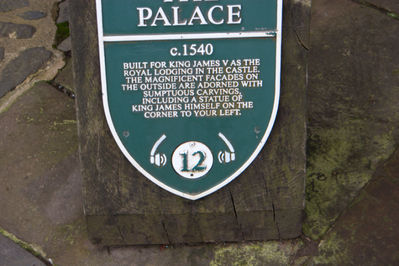 THE
PALACE
c.1540
BUILT FOR KING JAMES V AS THE
ROYAL LODGING IN THE CASTLE.
THE MAGNIFICENT FACADES ON
THE OUTSIDE ARE ADORNED WITH
SUMPTUOUS CARVINGS,
INCLUDING A STATUE OF
KING JAMES HIMSELF ON THE
CORNER TO YOUR LEFT.
12